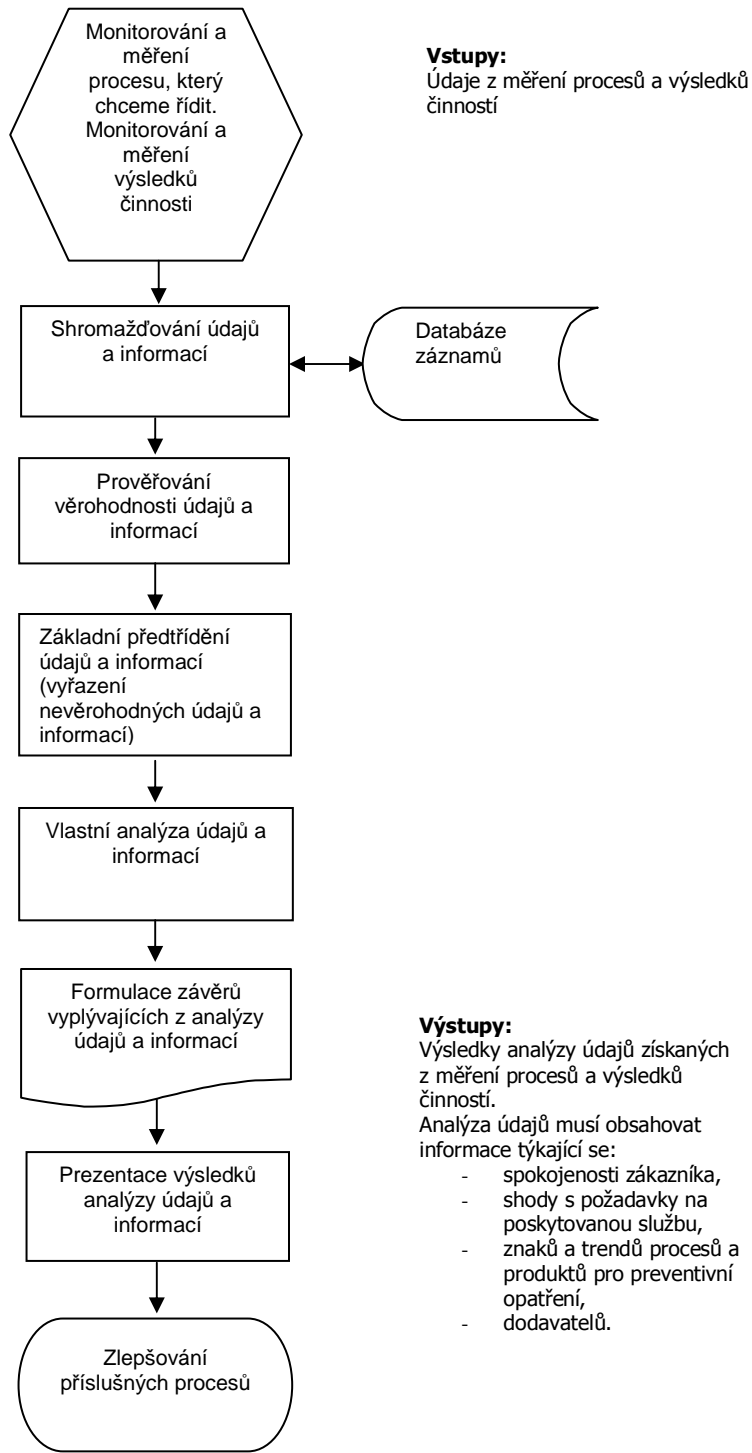 Monitorování a
měření
procesu, který
chceme řídit.
Monitorování a
měření
výsledků
činnosti
Vstupy:
Údaje z měření procesů a výsledků
činností
Shromažďování údajů
a informací
Databáze
záznamů
Prověřování
věrohodnosti údajů a
informací
Základní předtřídění
údajů a informací
(vyřazení
nevěrohodných údajů a
informací)
Vlastní analýza údajů a
informací
Formulace závěrů
vyplývajících z analýzy
údajů a informací
Výstupy:
Výsledky analýzy údajů získaných
z měření procesů a výsledků
činností.
Analýza údajů musí obsahovat
informace týkající se:
- spokojenosti zákazníka,
- shody s požadavky na
poskytovanou službu,
- znaků a trendů procesů a
produktů pro preventivní
opatření,
- dodavatelů.
Prezentace výsledků
analýzy údajů a
informací
Zlepšování
příslušných procesů